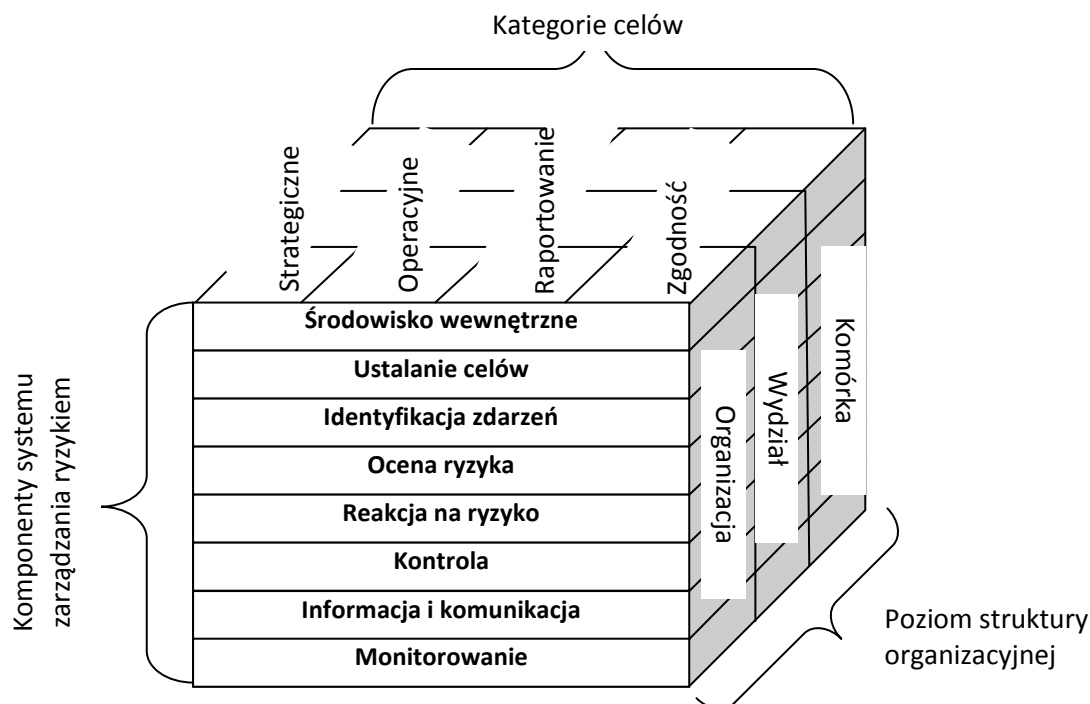 Kategorie celów
Strategiczne
Operacyjne
Raportowanie
Zgodność
Komponenty systemu
zarządzania ryzykiem
Środowisko wewnętrzne
Ustalanie celów
Identyfikacja zdarzeń
Ocena ryzyka
Reakcja na ryzyko
Kontrola
Informacja i komunikacja
Monitorowanie
Organizacja
Wydział
Komórka
Poziom struktury
organizacyjnej